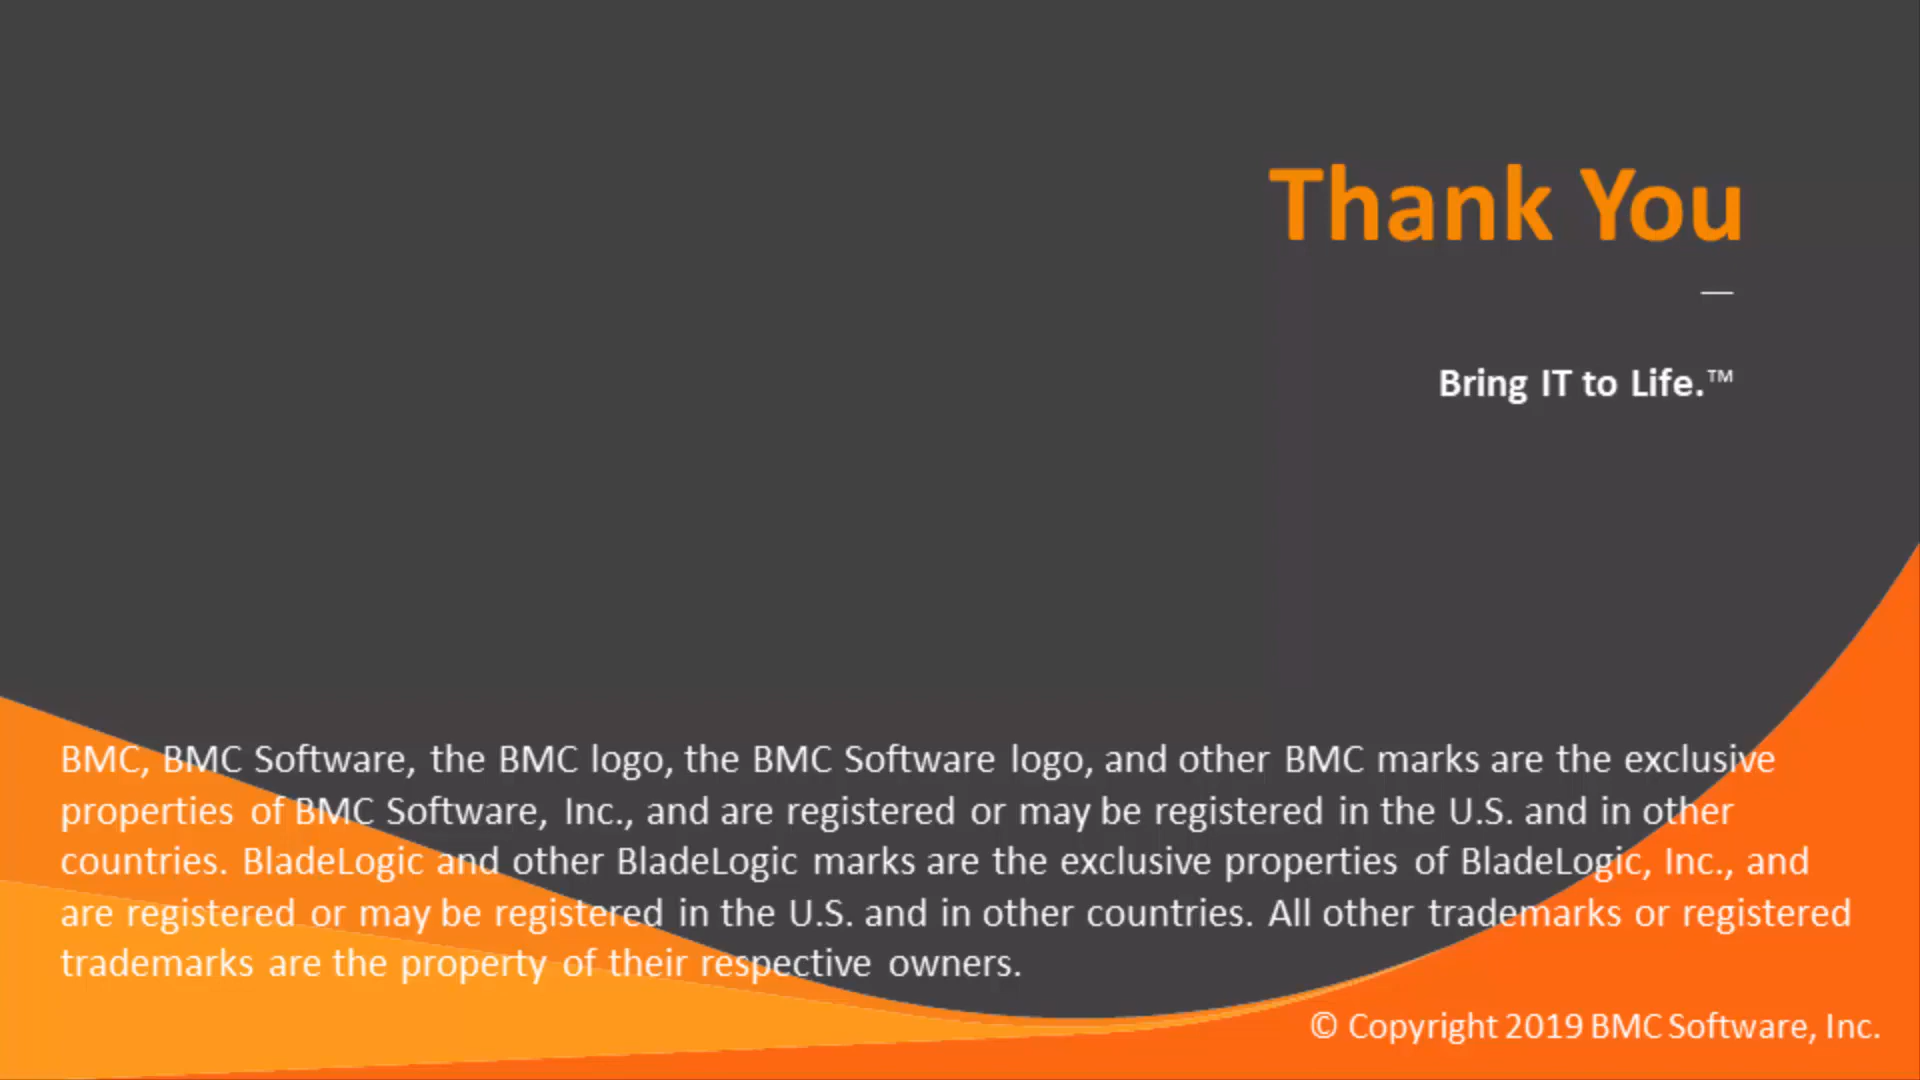 Thank You
—
Bring IT to Life.™
BMC, BMC Software, the BMC logo, the BMC Software logo, and other BMC marks are the exclusive
properties of BMC Software, Inc., and are registered or may be registered in the U.S. and in other
countries. BladeLogic and other BladeLogic marks are the exclusive properties of BladeLogic, Inc., and
are registered or may be registered in the U.S. and in other countries. All other trademarks or registered
trademarks are the property of their respective owners.
© Copyright 2019 BMC Software, Inc.